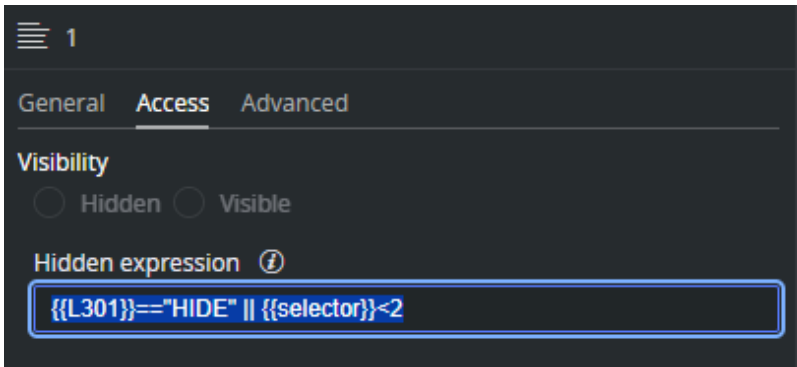 1
General Access Advanced
Visibility
Hidden Visible
Hidden expression i
{{L301}}=="HIDE" || {{selector}}<2